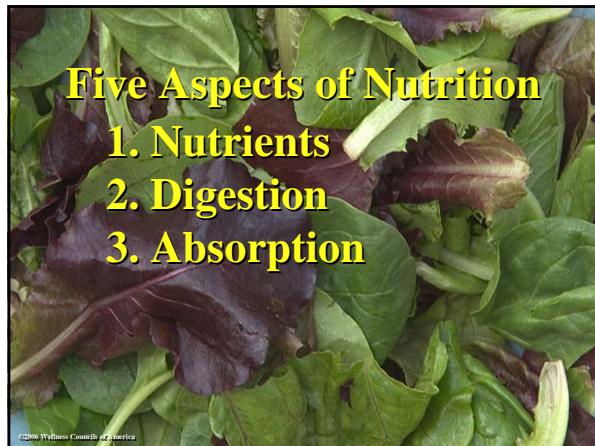 Five Aspects of Nutrition
1. Nutrients
2. Digestion
3. Absorption
©2006 Wellness Councils of America